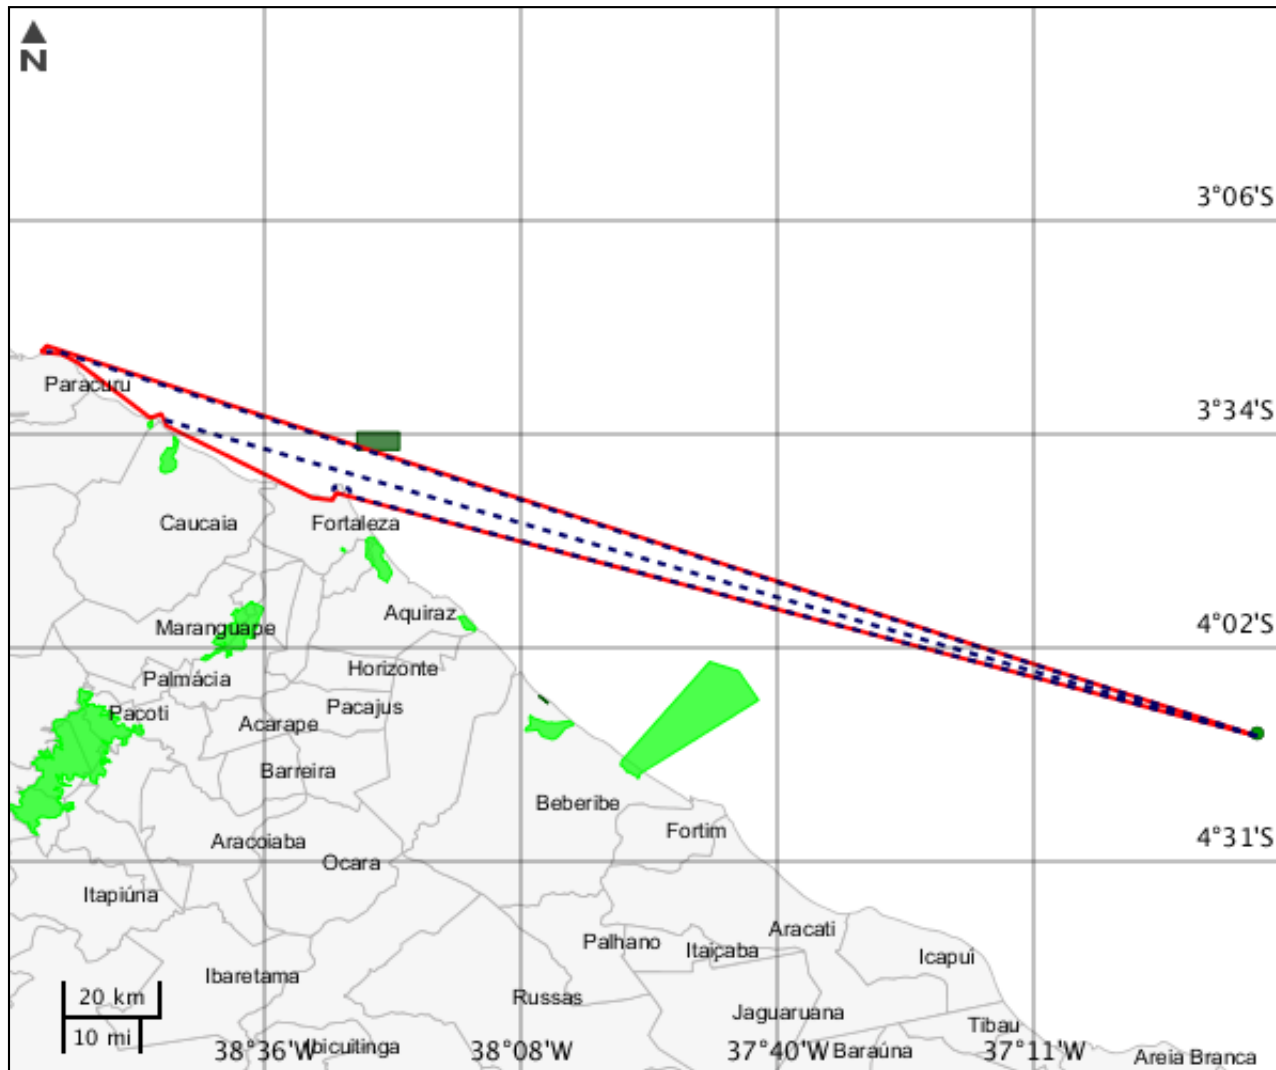 N
3°06'S
Paracuru
3°34'S
Caucaia
Fortaleza
Aquiraz
4°02'S
Maranguape
Horizonte
Palmácia
Pacoti
Pacajus
Acarape
Barreira
Beberibe
Fortim
Aracoiaba
4°31'S
Ocara
Itapiúna
Aracati
Palhano
Itaiçaba
Icapuí
Ibaretama
20 km
Russas
Jaguaruana
10 mi
Tibau
38°36'W
Ibicuitinga
38°08'W
37°40'W
Baraúna
37°11'W
Areia Branca